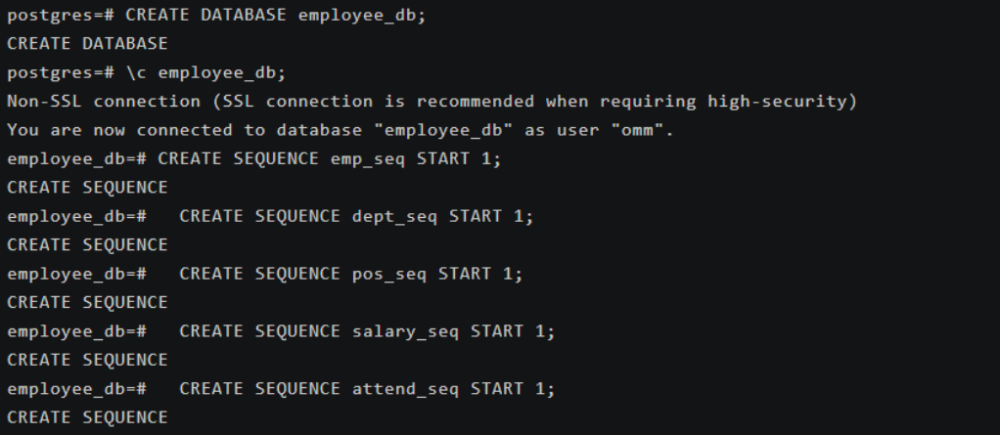 postgres=# CREATE DATABASE employee_db;
CREATE DATABASE
postgres=# \c employee_db;
Non-SSL connection (SSL connection is recommended when requiring high-security)
You are now connected to database "employee_db" as user "omm".
employee_db=# CREATE SEQUENCE emp_seq START 1;
CREATE SEQUENCE
employee_db=#   CREATE SEQUENCE dept_seq START 1;
CREATE SEQUENCE
employee_db=#   CREATE SEQUENCE pos_seq START 1;
CREATE SEQUENCE
employee_db=#   CREATE SEQUENCE salary_seq START 1;
CREATE SEQUENCE
employee_db=#   CREATE SEQUENCE attend_seq START 1;
CREATE SEQUENCE